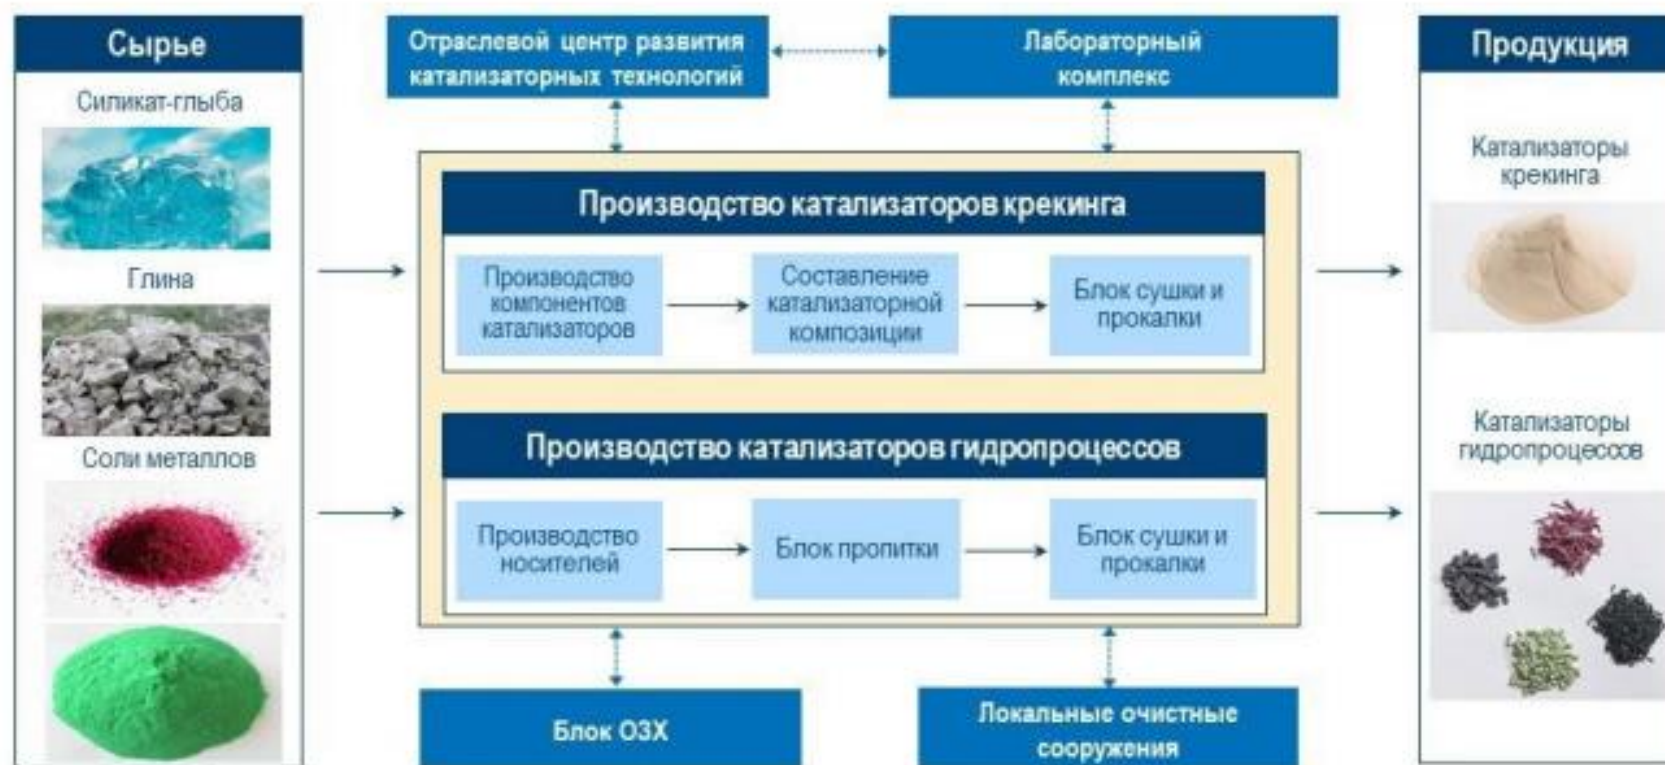 Сырье
Силикат-глыба
Глина
Соли металлов
Отраслевой центр развития
катализаторных технологий
Лабораторный
комплекс
Производство катализаторов крекинга
Производство
компонентов
катализаторов
Составление
катализаторной
композиции
Блок сушки и
прокалки
Производство катализаторов гидропроцессов
Производство
носителей
Блок пропитки
Блок сушки и
прокалки
Блок ОЗХ
Локальные очистные
сооружения
Продукция
Катализаторы
крекинга
Катализаторы
гидропроцессов